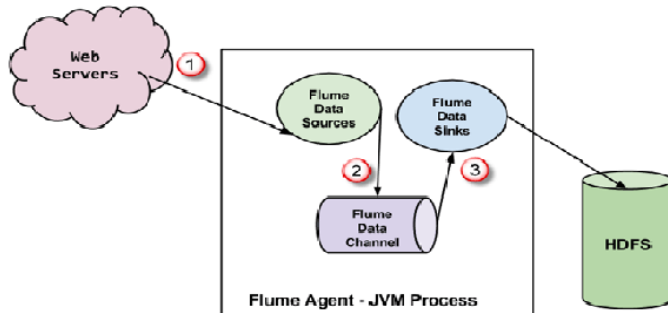 Web
Servers
1
Flume
Data
Sources
Flume
Data
Sinks
2
3
Flume
Data
Channel
HDFS
Flume Agent - JVM Process